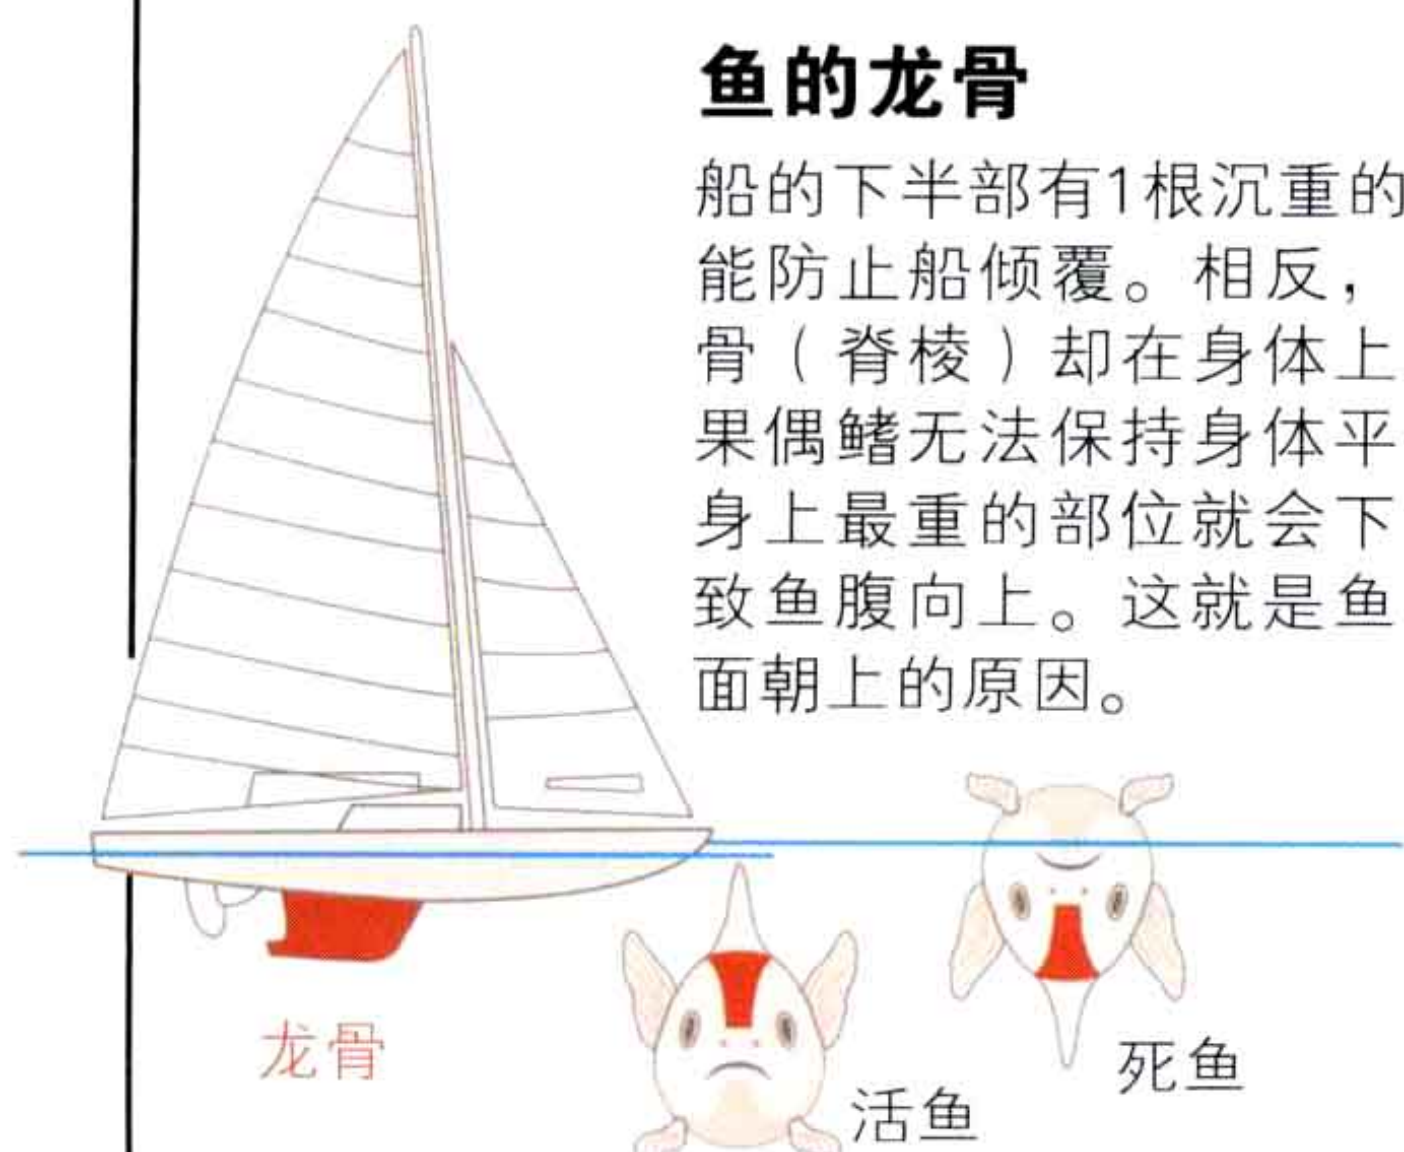 鱼的龙骨
船的下半部有1根沉重的
能防止船倾覆。相反，
骨（脊棱）却在身体上
果偶鳍无法保持身体平
身上最重的部位就会下
致鱼腹向上。这就是鱼
面朝上的原因。
龙骨
活鱼
死鱼